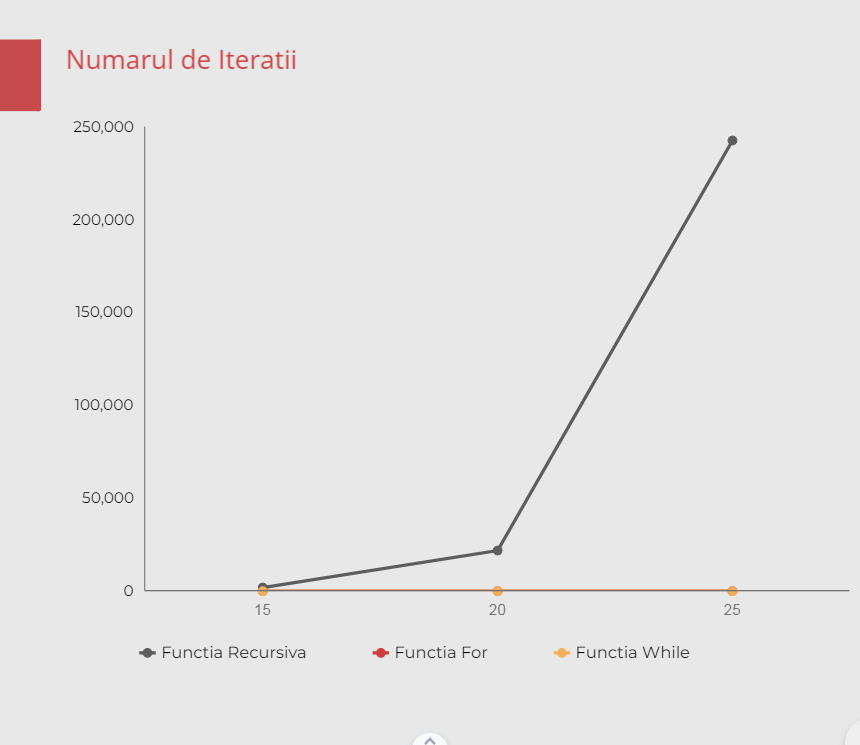 Numarul de Iteratii
250,000
200,000
150,000
100,000
50,000
0
15 20 25
Functia Recursiva Functia For Functia While